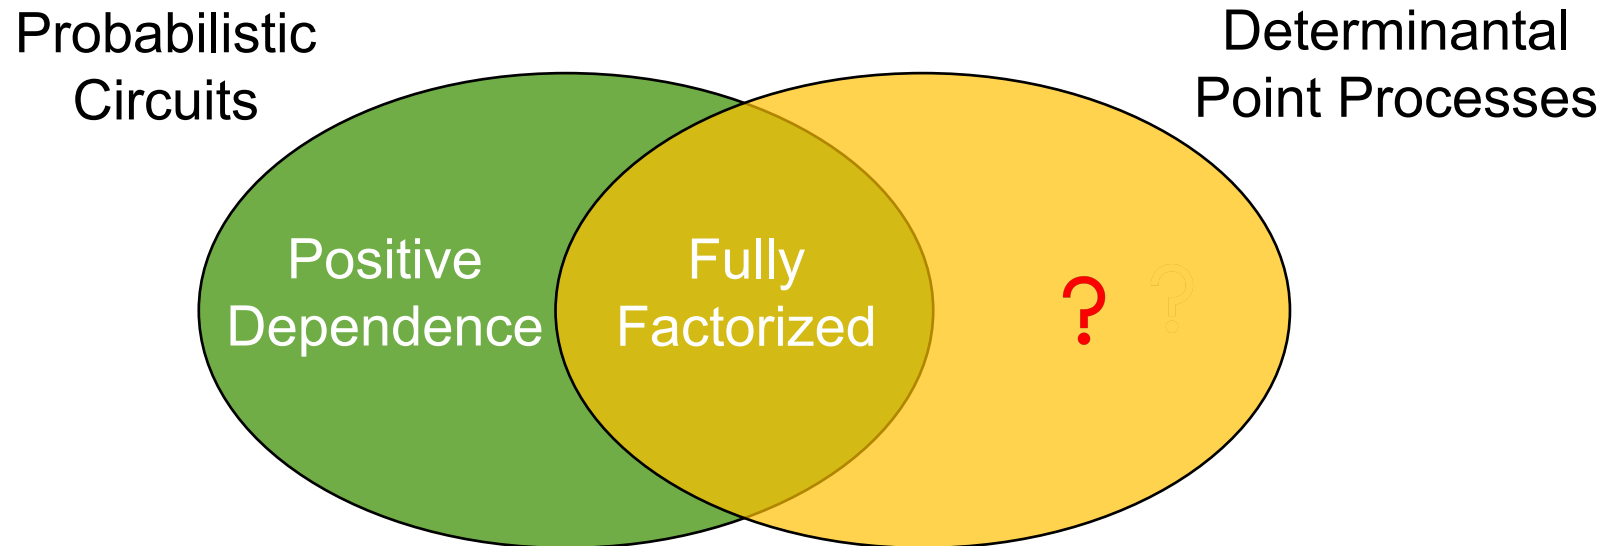 Probabilistic
Circuits
Determinantal
Point Processes
Positive
Dependence
Fully
Factorized
? ?